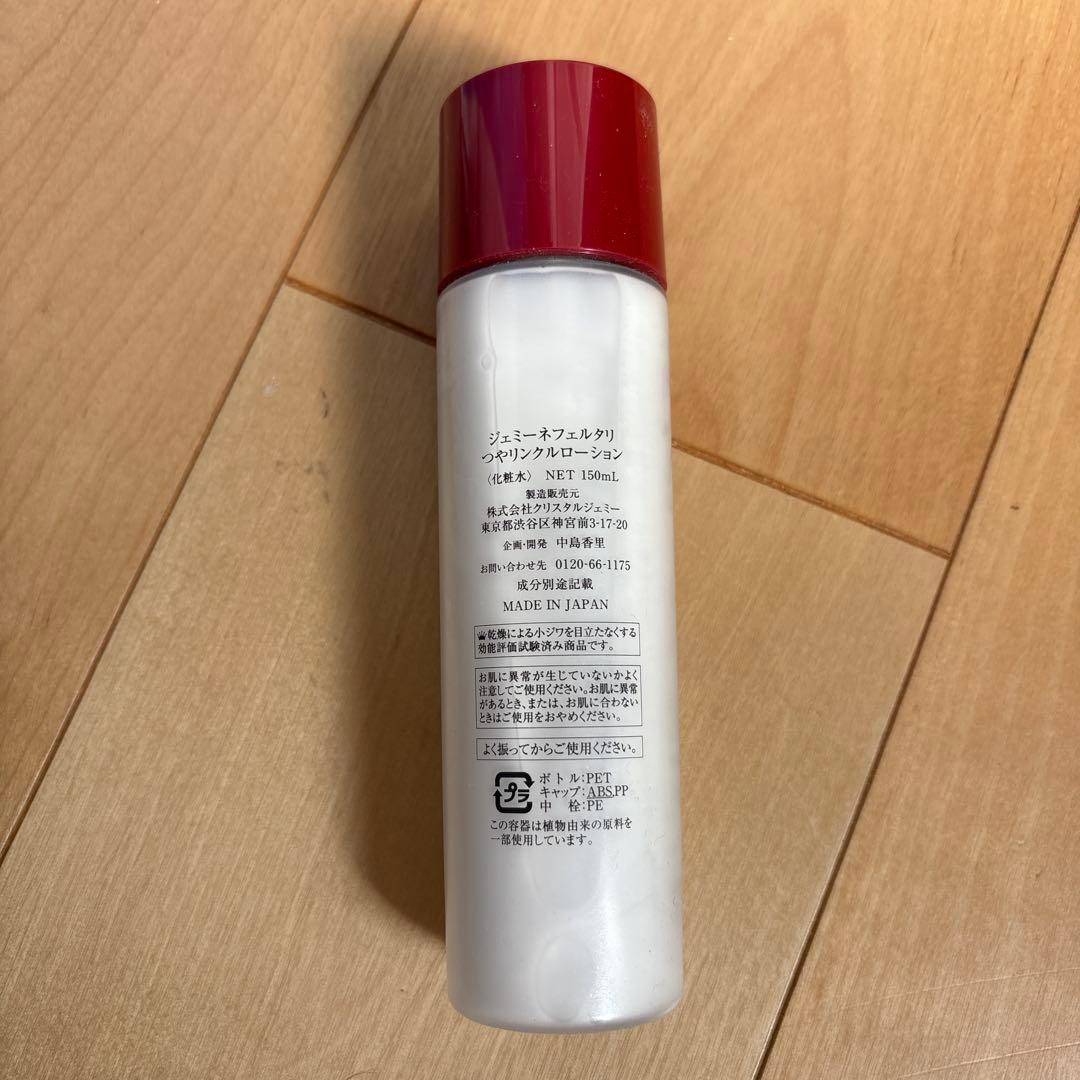 ジェミーネフェルタリ
つやリンクルローション
〈化粧水〉 NET 150mL
製造販売元
株式会社クリスタルジェミー
東京都渋谷区神宮前3-17-20
企画・開発 中島香里
お問い合わせ先 0120-66-1175
成分別途記載
MADE IN JAPAN
乾燥による小ジワを目立たなくする
効能評価試験済み商品です。
お肌に異常が生じていないかよく
注意してご使用ください。お肌に異常
があるとき、または、お肌に合わない
ときはご使用をおやめください。
よく振ってからご使用ください。
プラ
ボトル:PET
キャップ:ABS,PP
中 栓:PE
この容器は植物由来の原料を
一部使用しています。